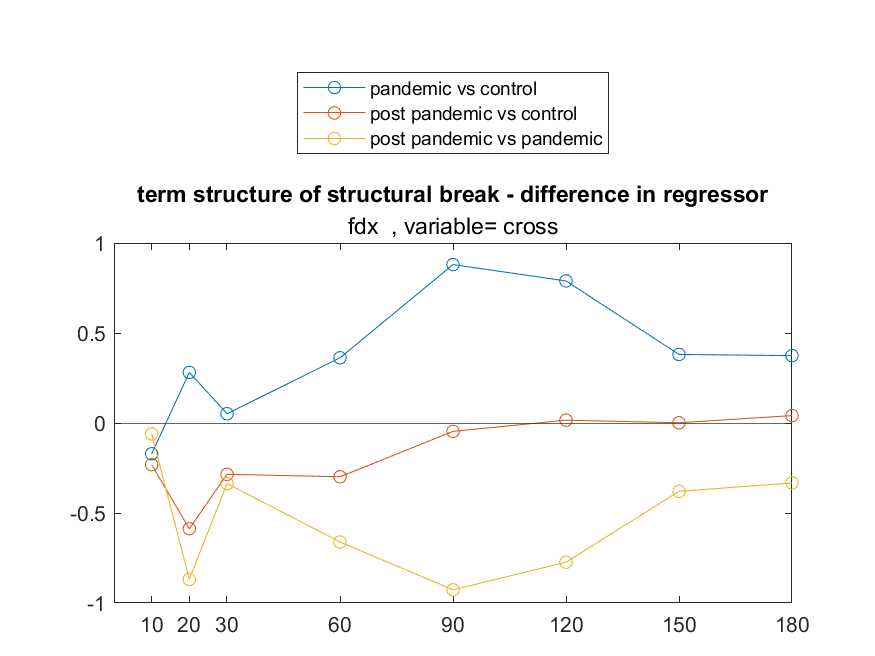 pandemic vs control
post pandemic vs control
post pandemic vs pandemic
term structure of structural break - difference in regressor
fdx  , variable= cross
1
0.5
0
-0.5
-1
10 20 30 60 90 120 150 180